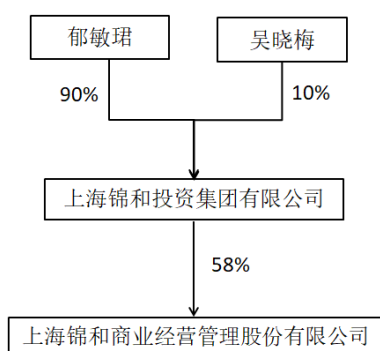 郁敏珺
吴晓梅
90%
10%
上海锦和投资集团有限公司
58%
上海锦和商业经营管理股份有限公司